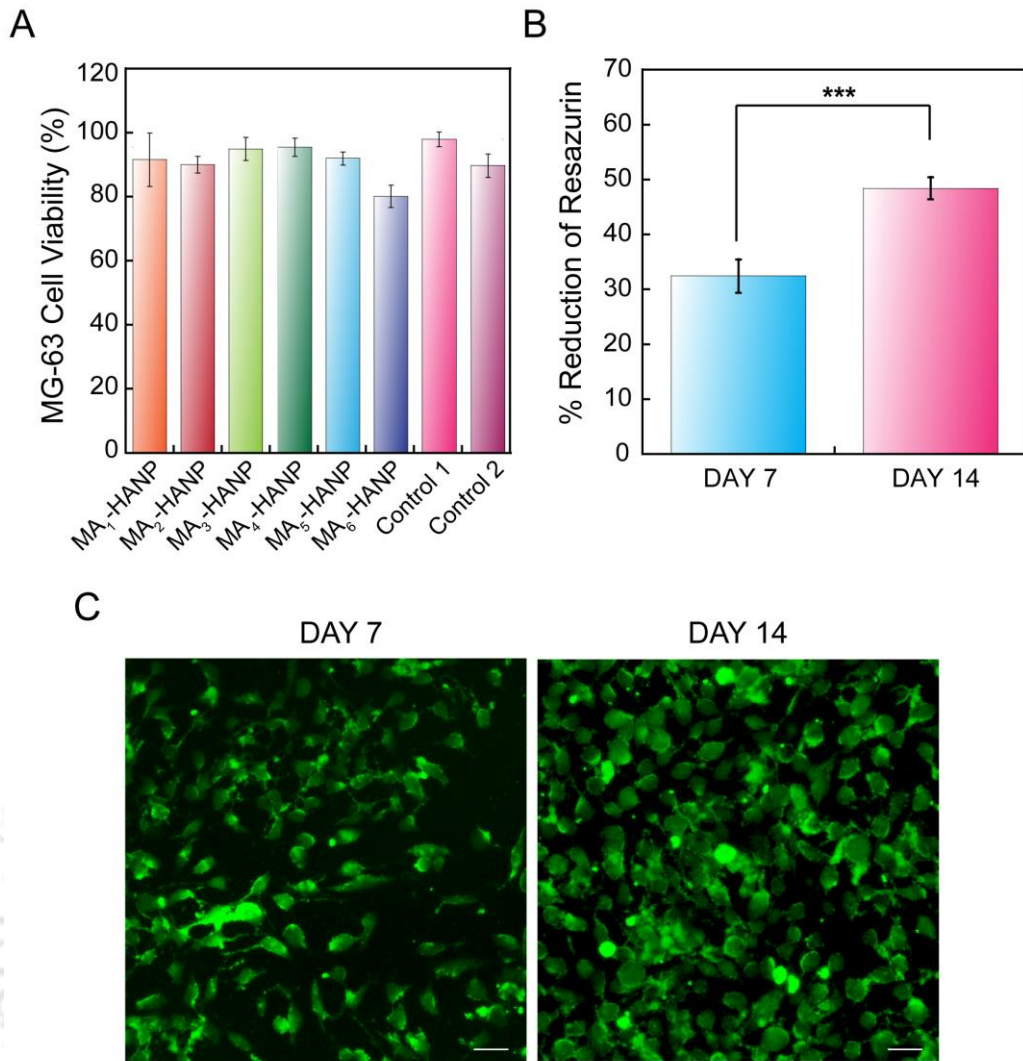 A
MG-63 Cell Viability (%)
120
100
80
60
40
20
0
MA₁-HANP
MA₂-HANP
MA₃-HANP
MA₄-HANP
MA₅-HANP
MA₆-HANP
Control 1
Control 2
B
% Reduction of Resazurin
70
60
50
40
30
20
10
0
***
DAY 7
DAY 14
C
DAY 7
DAY 14